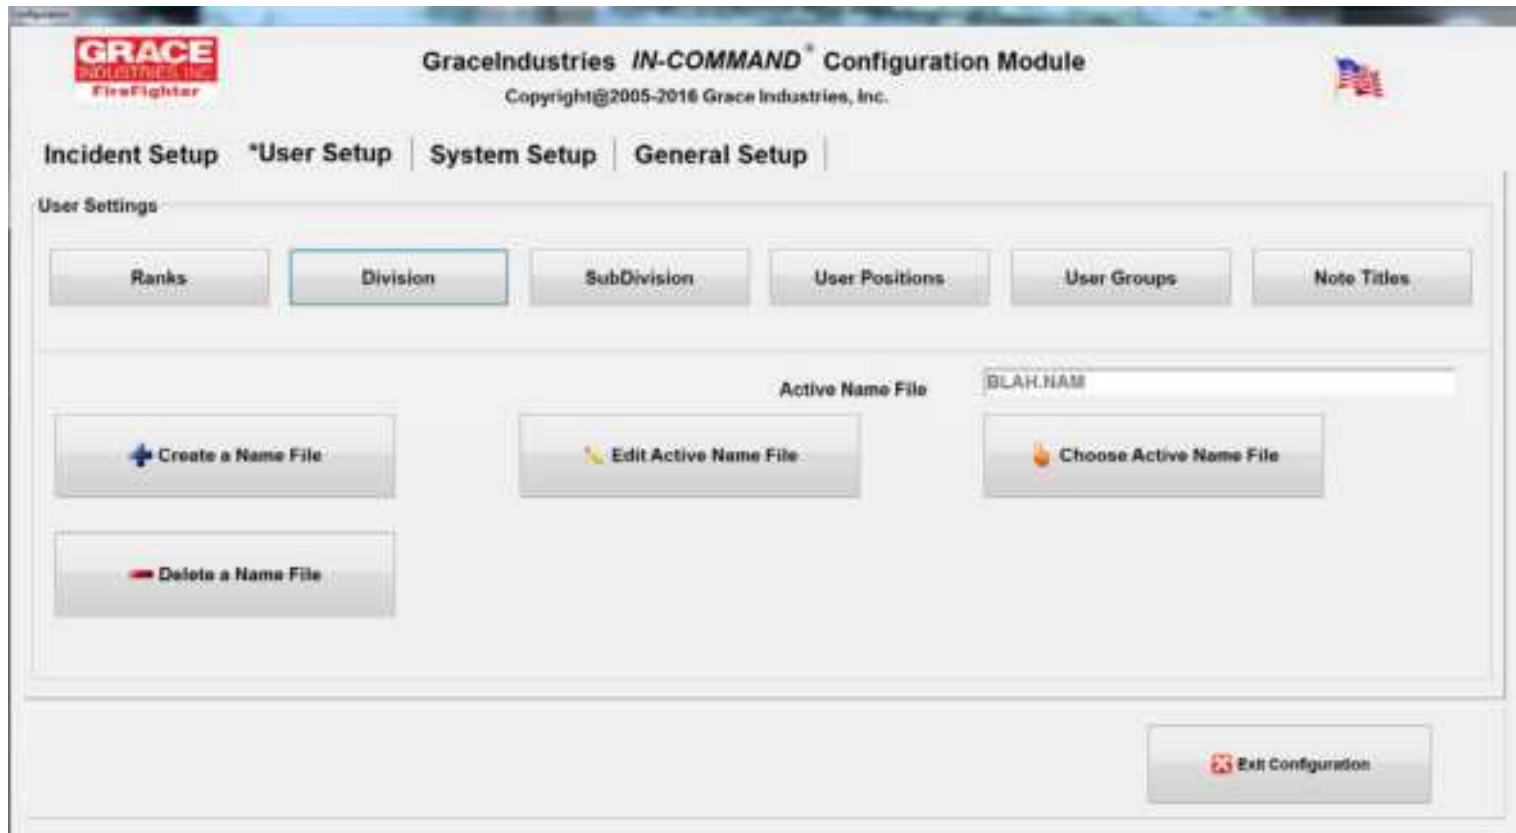 Configuration
GRACE
INDUSTRIES, INC.
FireFighter
GraceIndustries IN-COMMAND® Configuration Module
Copyright@2005-2016 Grace Industries, Inc.
Incident Setup *User Setup System Setup General Setup
User Settings
Ranks Division SubDivision User Positions User Groups Note Titles
Active Name File BLAH.NAM
Create a Name File Edit Active Name File Choose Active Name File
Delete a Name File
Exit Configuration